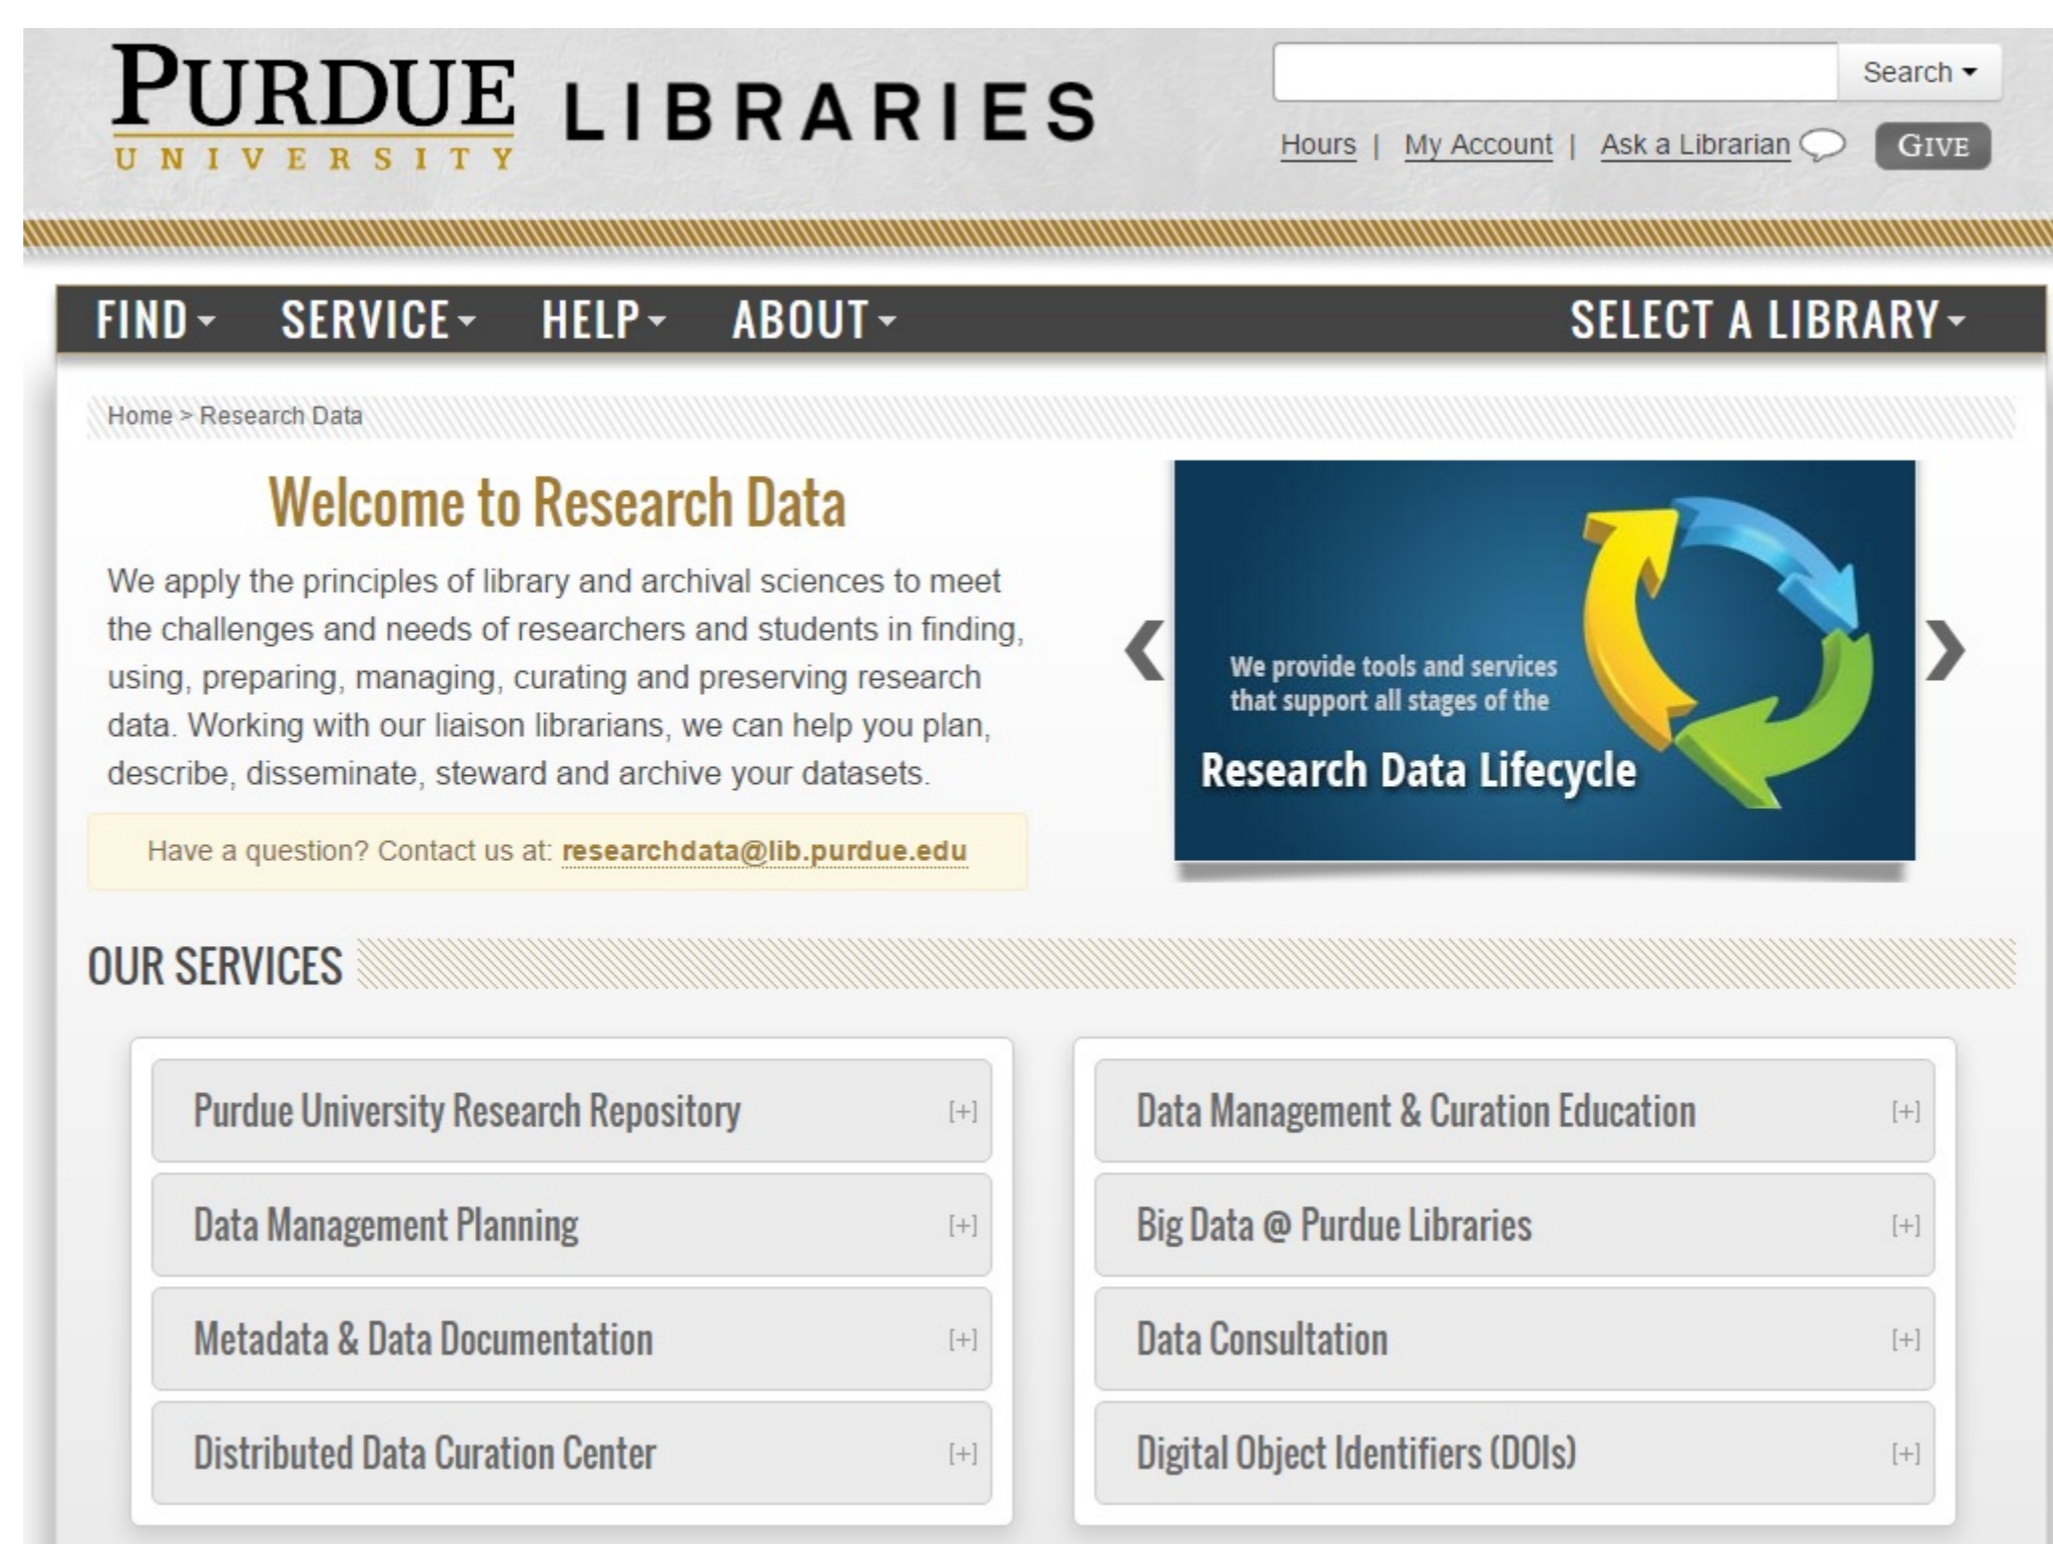 PURDUE
UNIVERSITY
LIBRARIES
Search
Hours | My Account | Ask a Librarian
GIVE
FIND SERVICE HELP ABOUT SELECT A LIBRARY
Home > Research Data
Welcome to Research Data
We apply the principles of library and archival sciences to meet
the challenges and needs of researchers and students in finding,
using, preparing, managing, curating and preserving research
data. Working with our liaison librarians, we can help you plan,
describe, disseminate, steward and archive your datasets.
Have a question? Contact us at: researchdata@lib.purdue.edu
We provide tools and services
that support all stages of the
Research Data Lifecycle
OUR SERVICES
Purdue University Research Repository [+]
Data Management Planning [+]
Metadata & Data Documentation [+]
Distributed Data Curation Center [+]
Data Management & Curation Education [+]
Big Data @ Purdue Libraries [+]
Data Consultation [+]
Digital Object Identifiers (DOIs) [+]